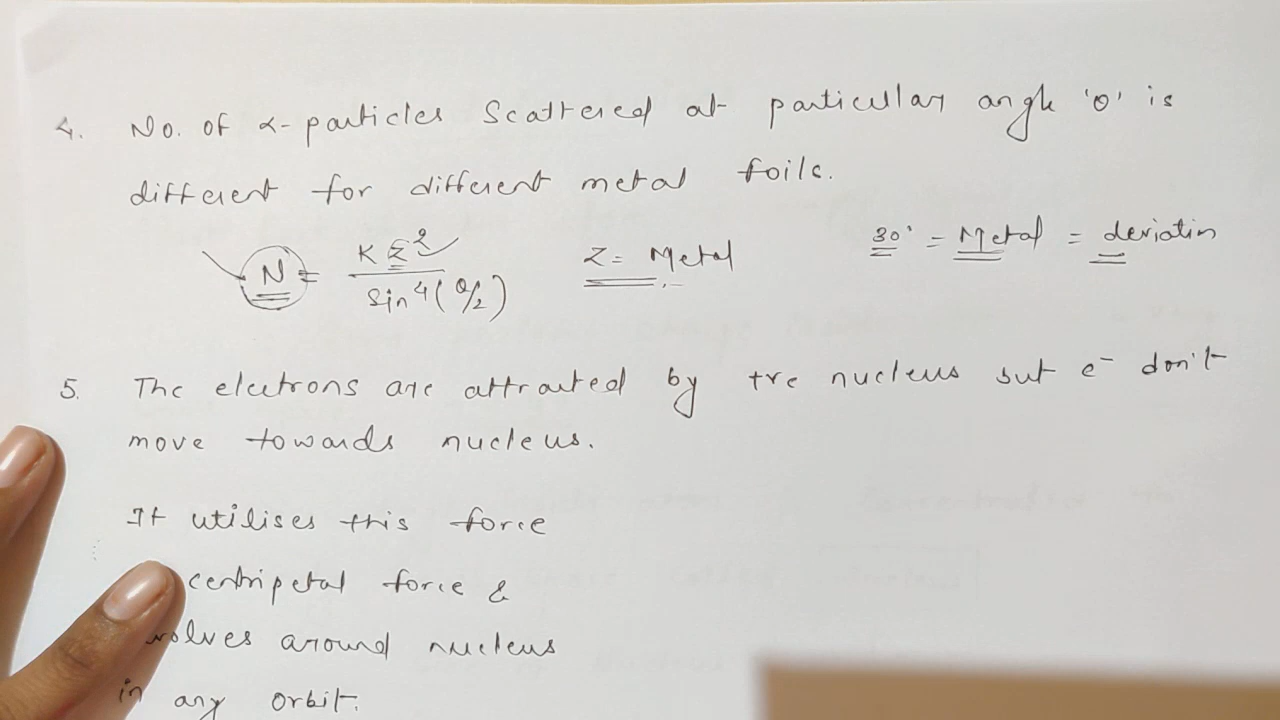 4. No. of α-particles Scattered at particular angle 'θ' is
different for different metal foils.
N = KZ²/sin⁴(θ/2) Z = Metal 30° = Metal = deviation
5. The electrons are attracted by +ve nucleus but e⁻ don't
move towards nucleus.
It utilises this force
centripetal force &
volves around nucleus
in any orbit.